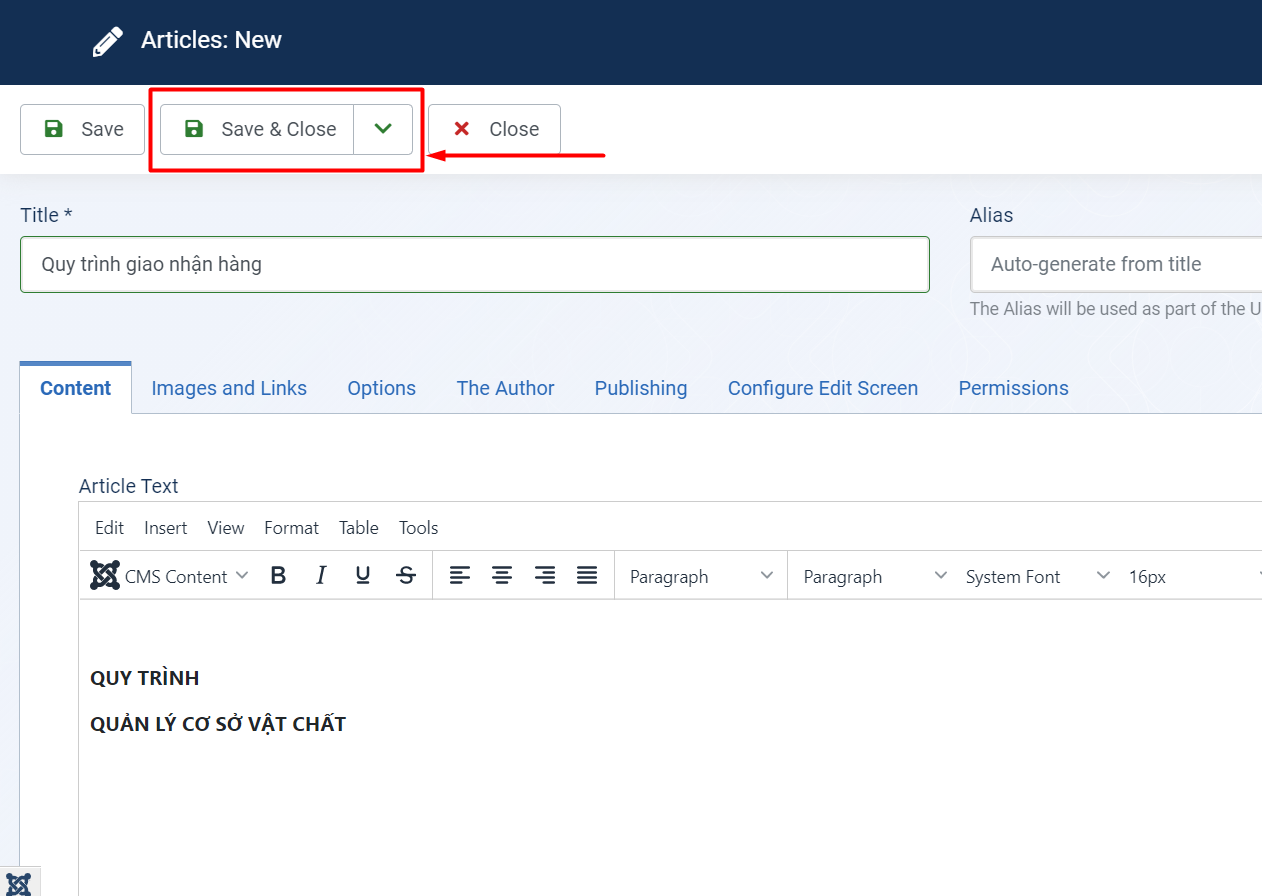 Articles: New
Save
Save & Close
Close
Title *
Alias
Quy trình giao nhận hàng
Auto-generate from title
The Alias will be used as part of the U
Content
Images and Links
Options
The Author
Publishing
Configure Edit Screen
Permissions
Article Text
Edit
Insert
View
Format
Table
Tools
CMS Content
B
I
U
S
Paragraph
Paragraph
System Font
16px
QUY TRÌNH
QUẢN LÝ CƠ SỞ VẬT CHẤT